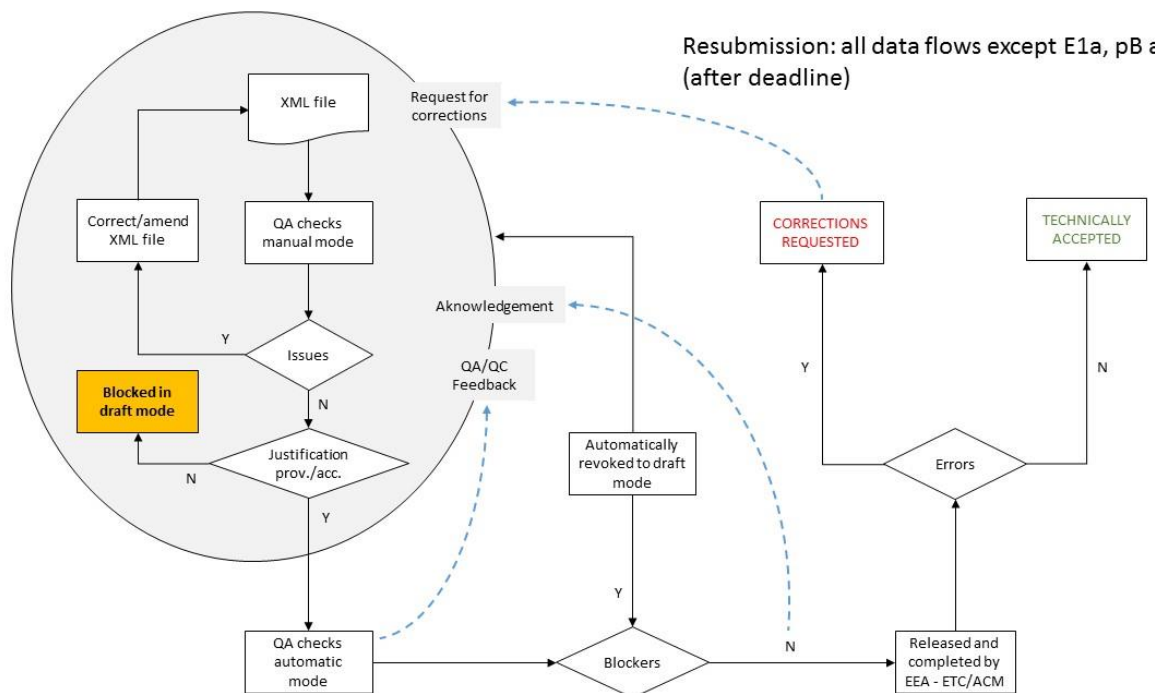 Resubmission: all data flows except E1a, pB a
(after deadline)
XML file
Request for
corrections
Correct/amend
XML file
QA checks
manual mode
CORRECTIONS
REQUESTED
TECHNICALLY
ACCEPTED
Aknowledgement
Y
Issues
QA/QC
Feedback
Y
N
Blocked in
draft mode
N
Justification
prov./acc.
N
Automatically
revoked to draft
mode
Errors
Y
Y
QA checks
automatic
mode
Blockers
N
Released and
completed by
EEA - ETC/ACM